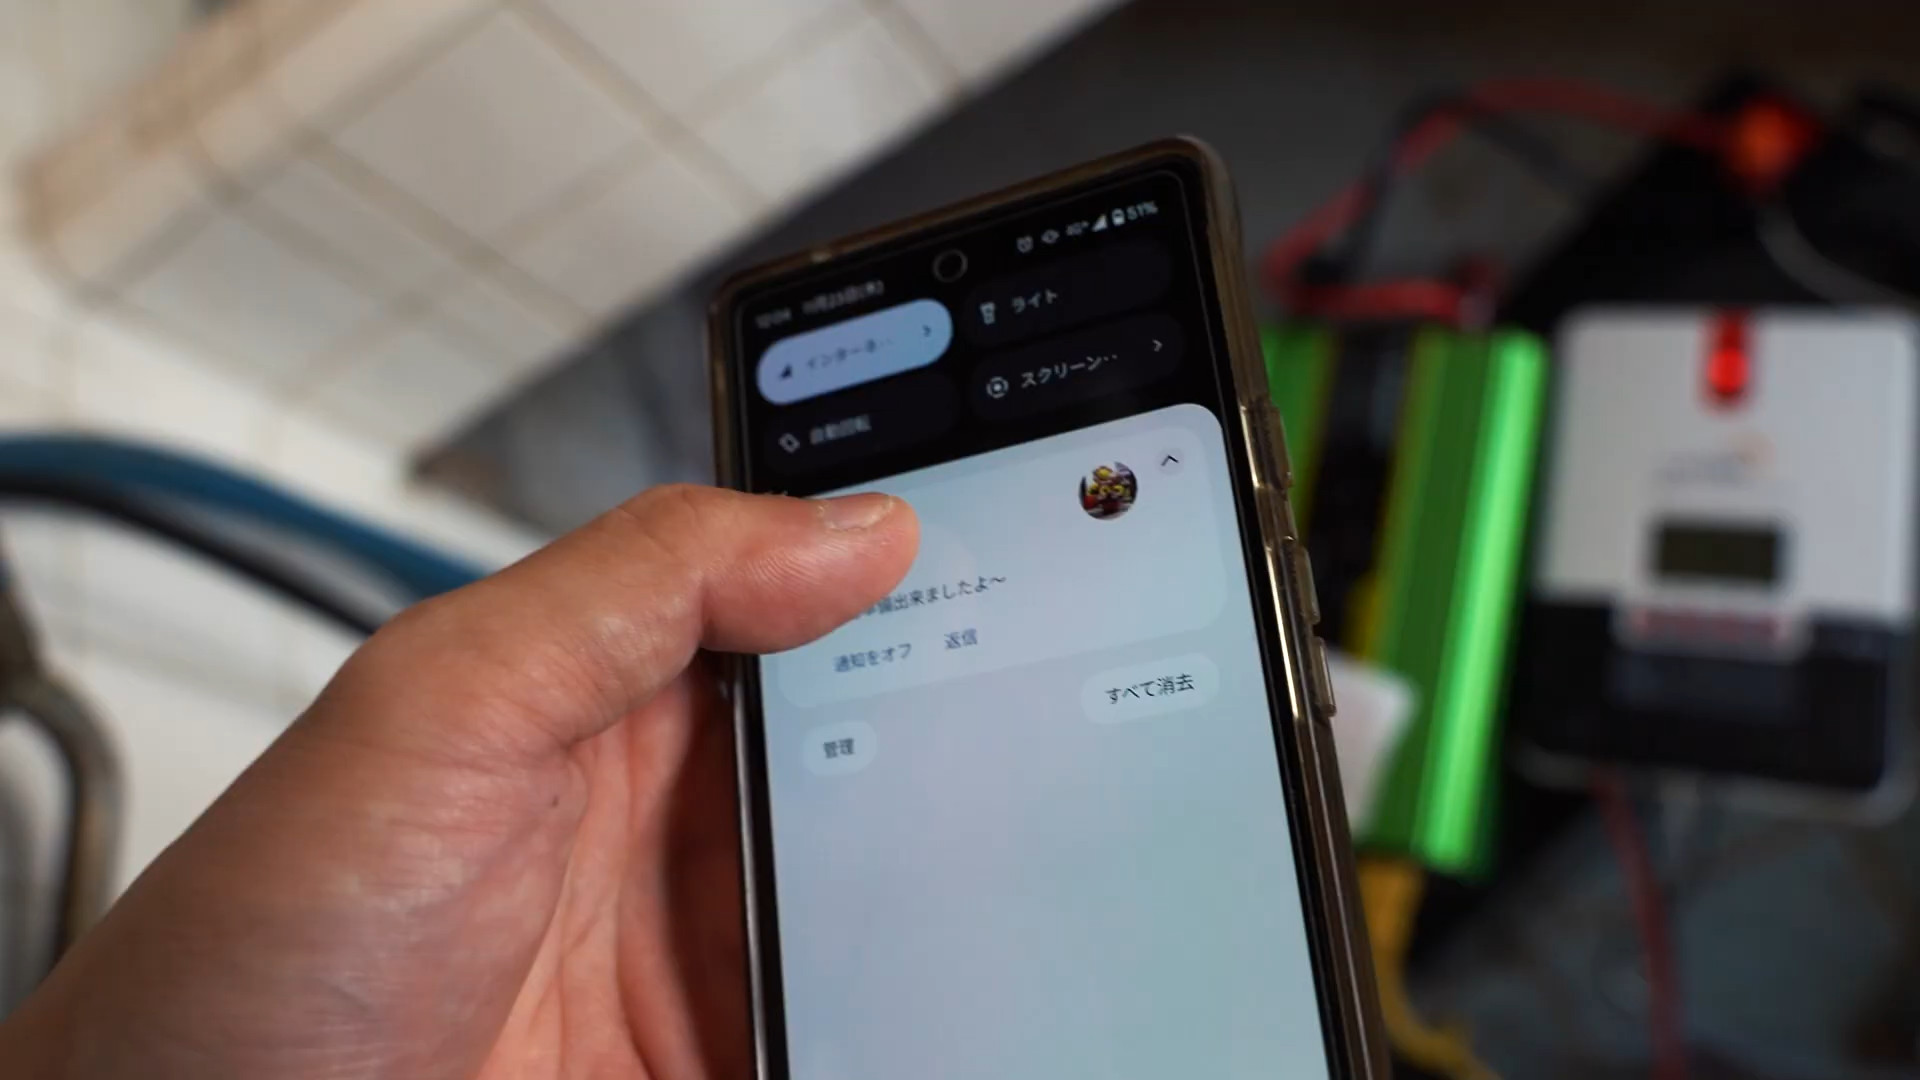 51%
ライト
インターネ‥
スクリーン‥
自動回転
備出来ましたよ〜
通知をオフ 返信
すべて消去
管理